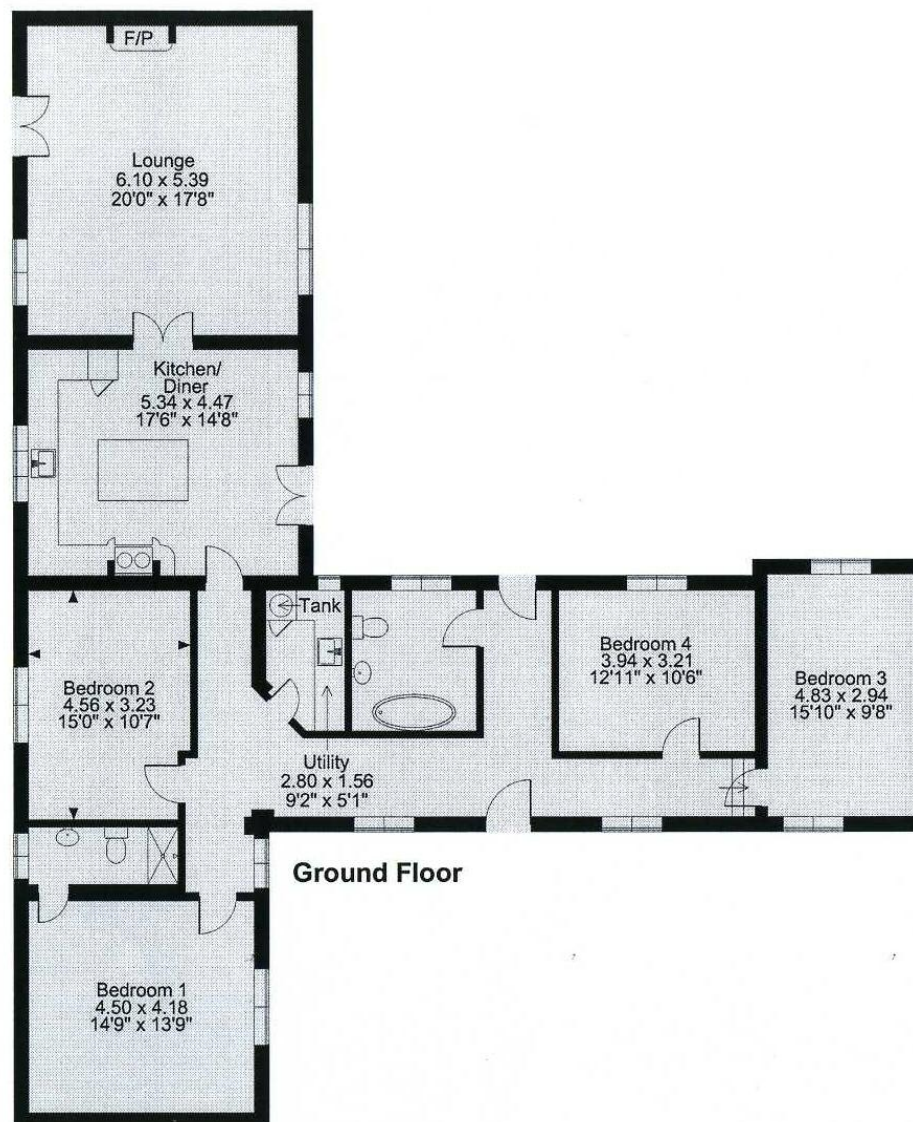 F/P
Lounge
6.10 x 5.39
20'0" x 17'8"
Kitchen/
Diner
5.34 x 4.47
17'6" x 14'8"
Tank
Bedroom 2
4.56 x 3.23
15'0" x 10'7"
Utility
2.80 x 1.56
9'2" x 5'1"
Bedroom 4
3.94 x 3.21
12'11" x 10'6"
Bedroom 3
4.83 x 2.94
15'10" x 9'8"
Ground Floor
Bedroom 1
4.50 x 4.18
14'9" x 13'9"